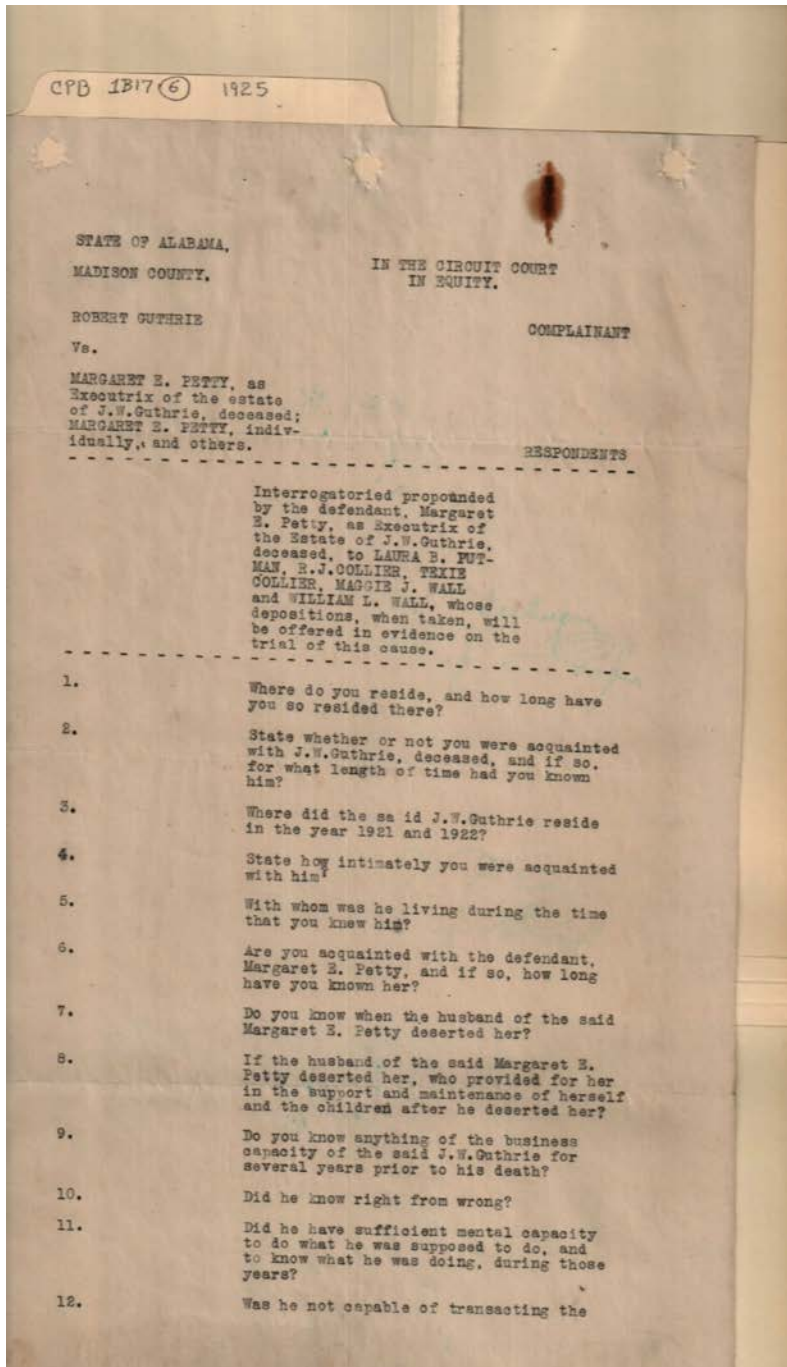 CPB 1B17 6 1925
STATE OF ALABAMA,
MADISON COUNTY.
IN THE CIRCUIT COURT
IN EQUITY.
ROBERT GUTHRIE
COMPLAINANT
Vs.
MARGARET E. PETTY, as
Executrix of the estate
of J.W.Guthrie, deceased;
MARGARET E. PETTY, indiv-
idually, and others.
RESPONDENTS
Interrogatoried propounded
by the defendant, Margaret
E. Petty, as Executrix of
the Estate of J.W.Guthrie,
deceased, to LAURA B. PUT-
MAN, R.J.COLLIER, TEXIE
COLLIER, MAGGIE J. WALL
and WILLIAM L. WALL, whose
depositions, when taken, will
be offered in evidence on the
trial of this cause.
1. Where do you reside, and how long have
you so resided there?
2. State whether or not you were acquainted
with J.W.Guthrie, deceased, and if so,
for what length of time had you known
him?
3. Where did the sa id J.W.Guthrie reside
in the year 1921 and 1922?
4. State how intimately you were acquainted
with him?
5. With whom was he living during the time
that you knew him?
6. Are you acquainted with the defendant,
Margaret E. Petty, and if so, how long
have you known her?
7. Do you know when the husband of the said
Margaret E. Petty deserted her?
8. If the husband of the said Margaret E.
Petty deserted her, who provided for her
in the support and maintenance of herself
and the children after he deserted her?
9. Do you know anything of the business
capacity of the said J.W.Guthrie for
several years prior to his death?
10. Did he know right from wrong?
11. Did he have sufficient mental capacity
to do what he was supposed to do, and
to know what he was doing, during those
years?
12. Was he not capable of transacting the